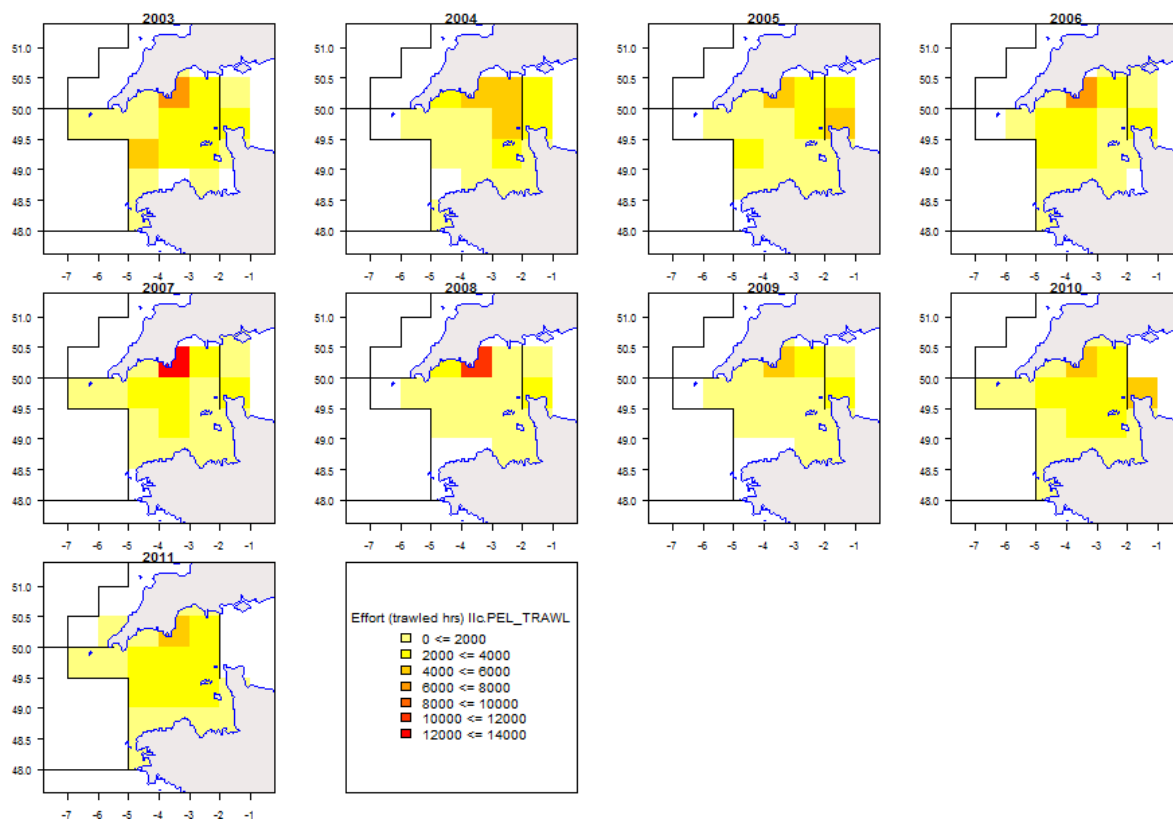 2003 2004 2005 2006
51.0 51.0 51.0 51.0
50.5 50.5 50.5 50.5
50.0 50.0 50.0 50.0
49.5 49.5 49.5 49.5
49.0 49.0 49.0 49.0
48.5 48.5 48.5 48.5
48.0 48.0 48.0 48.0
-7 -6 -5 -4 -3 -2 -1 -7 -6 -5 -4 -3 -2 -1 -7 -6 -5 -4 -3 -2 -1 -7 -6 -5 -4 -3 -2 -1
2007 2008 2009 2010
51.0 51.0 51.0 51.0
50.5 50.5 50.5 50.5
50.0 50.0 50.0 50.0
49.5 49.5 49.5 49.5
49.0 49.0 49.0 49.0
48.5 48.5 48.5 48.5
48.0 48.0 48.0 48.0
-7 -6 -5 -4 -3 -2 -1 -7 -6 -5 -4 -3 -2 -1 -7 -6 -5 -4 -3 -2 -1 -7 -6 -5 -4 -3 -2 -1
2011
51.0
50.5
50.0
49.5
49.0
48.5
48.0
-7 -6 -5 -4 -3 -2 -1
Effort (trawled hrs) IIc.PEL_TRAWL
0 <= 2000
2000 <= 4000
4000 <= 6000
6000 <= 8000
8000 <= 10000
10000 <= 12000
12000 <= 14000